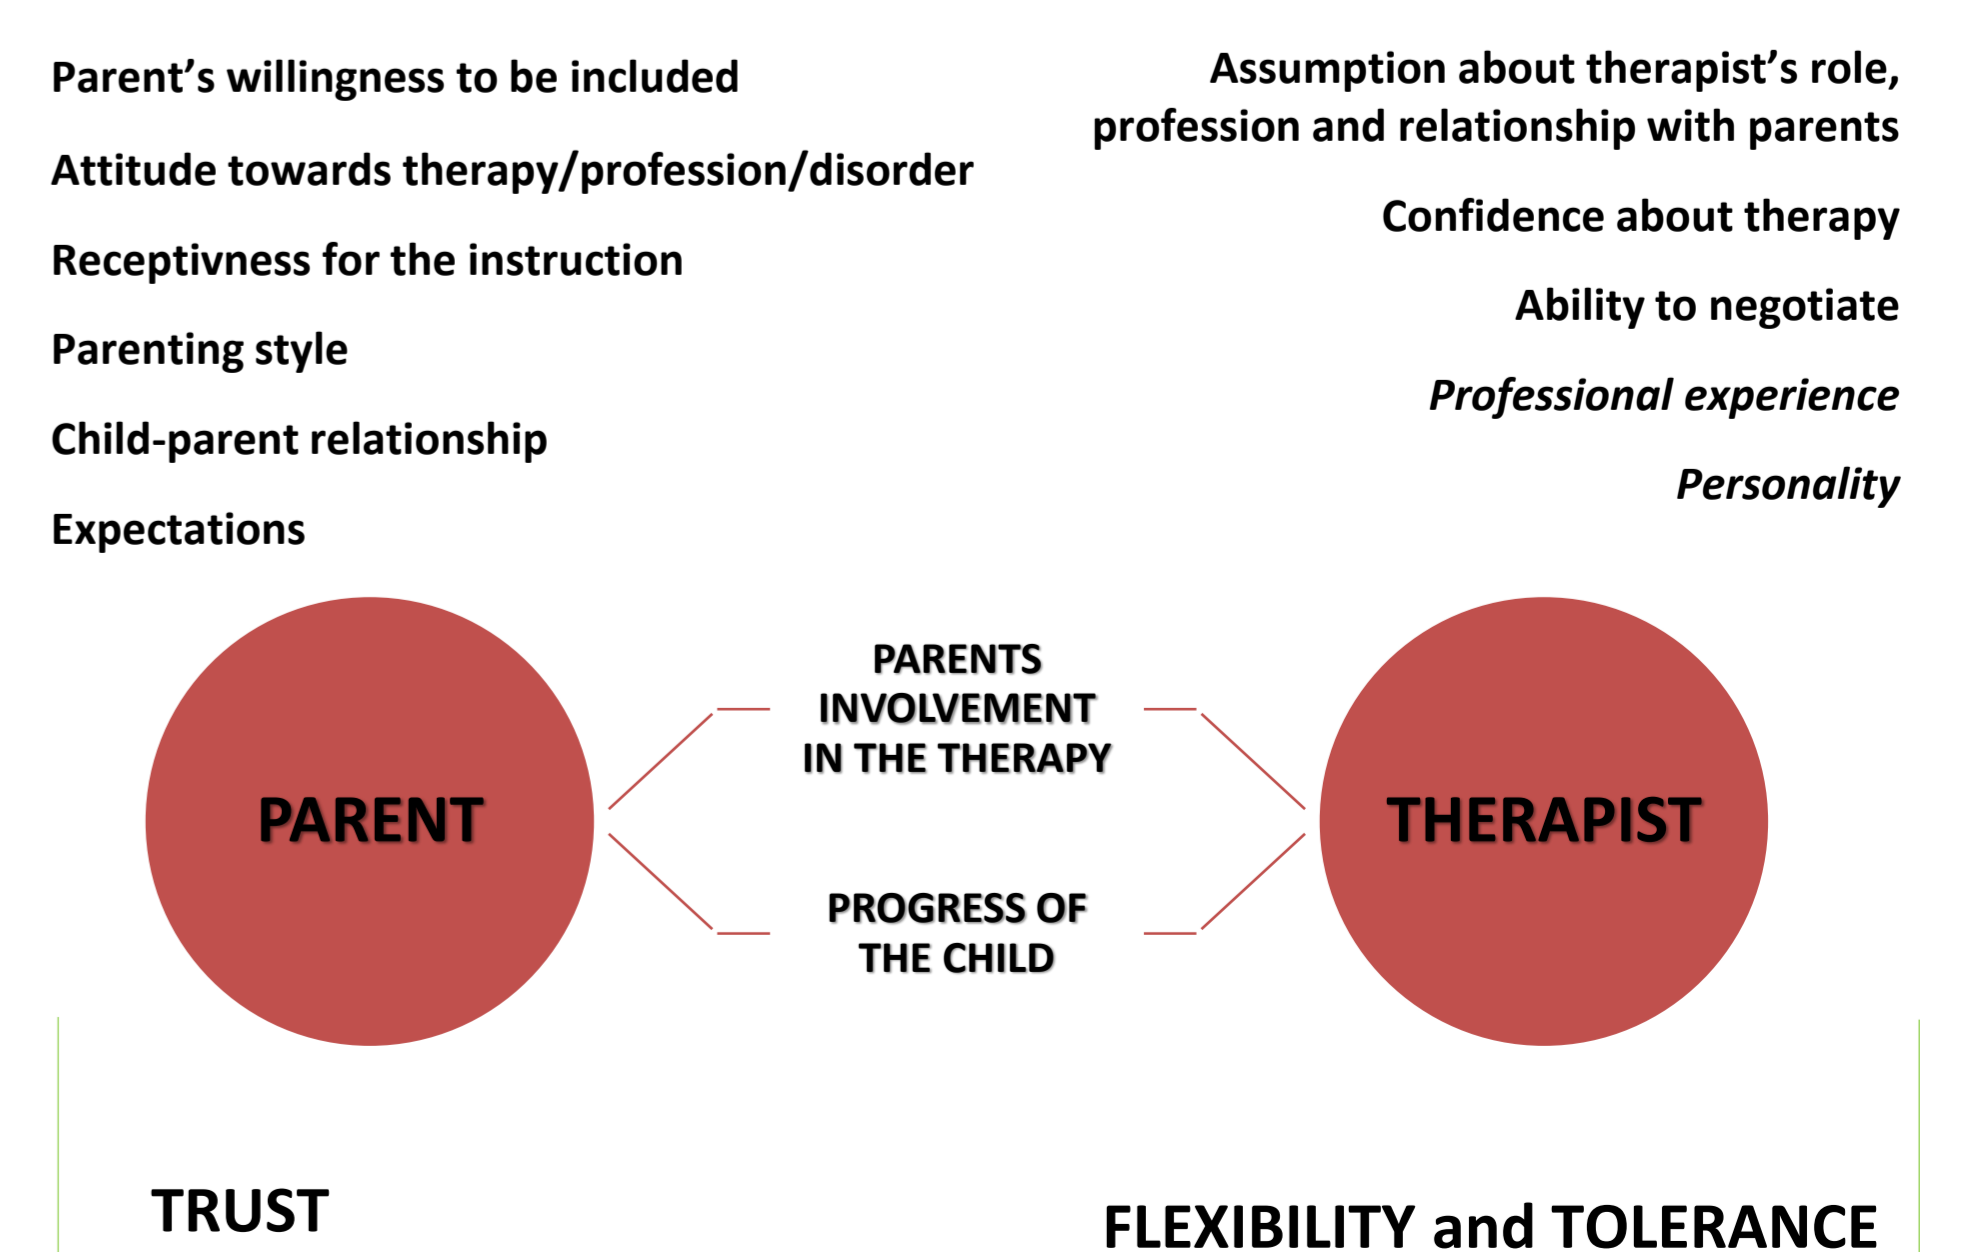 Parent’s willingness to be included
Attitude towards therapy/profession/disorder
Receptivness for the instruction
Parenting style
Child-parent relationship
Expectations
Assumption about therapist’s role,
profession and relationship with parents
Confidence about therapy
Ability to negotiate
Professional experience
Personality
PARENT
PARENTS
INVOLVEMENT
IN THE THERAPY
PROGRESS OF
THE CHILD
THERAPIST
TRUST
FLEXIBILITY and TOLERANCE